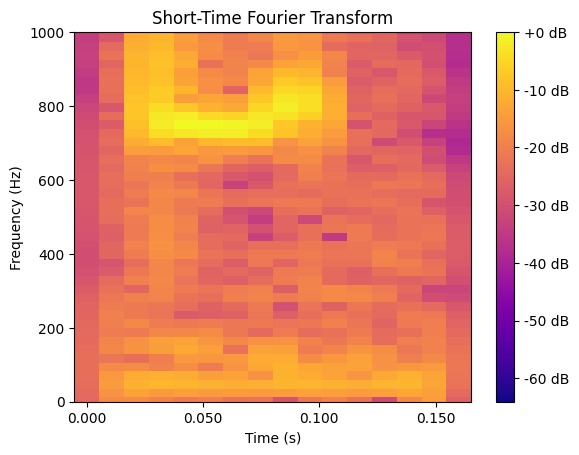 Short-Time Fourier Transform
1000
800
600
400
200
0
Frequency (Hz)
0.000
0.050
0.100
0.150
Time (s)
+0 dB
-10 dB
-20 dB
-30 dB
-40 dB
-50 dB
-60 dB